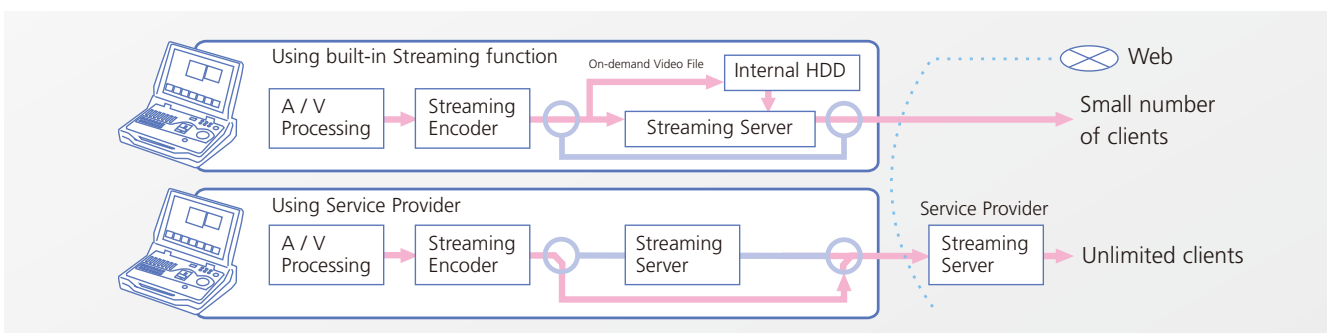 Using built-in Streaming function
On-demand Video File
Internal HDD
Web
A / V
Processing
Streaming
Encoder
Streaming Server
Small number
of clients
Using Service Provider
Service Provider
A / V
Processing
Streaming
Encoder
Streaming
Server
Streaming
Server
Unlimited clients